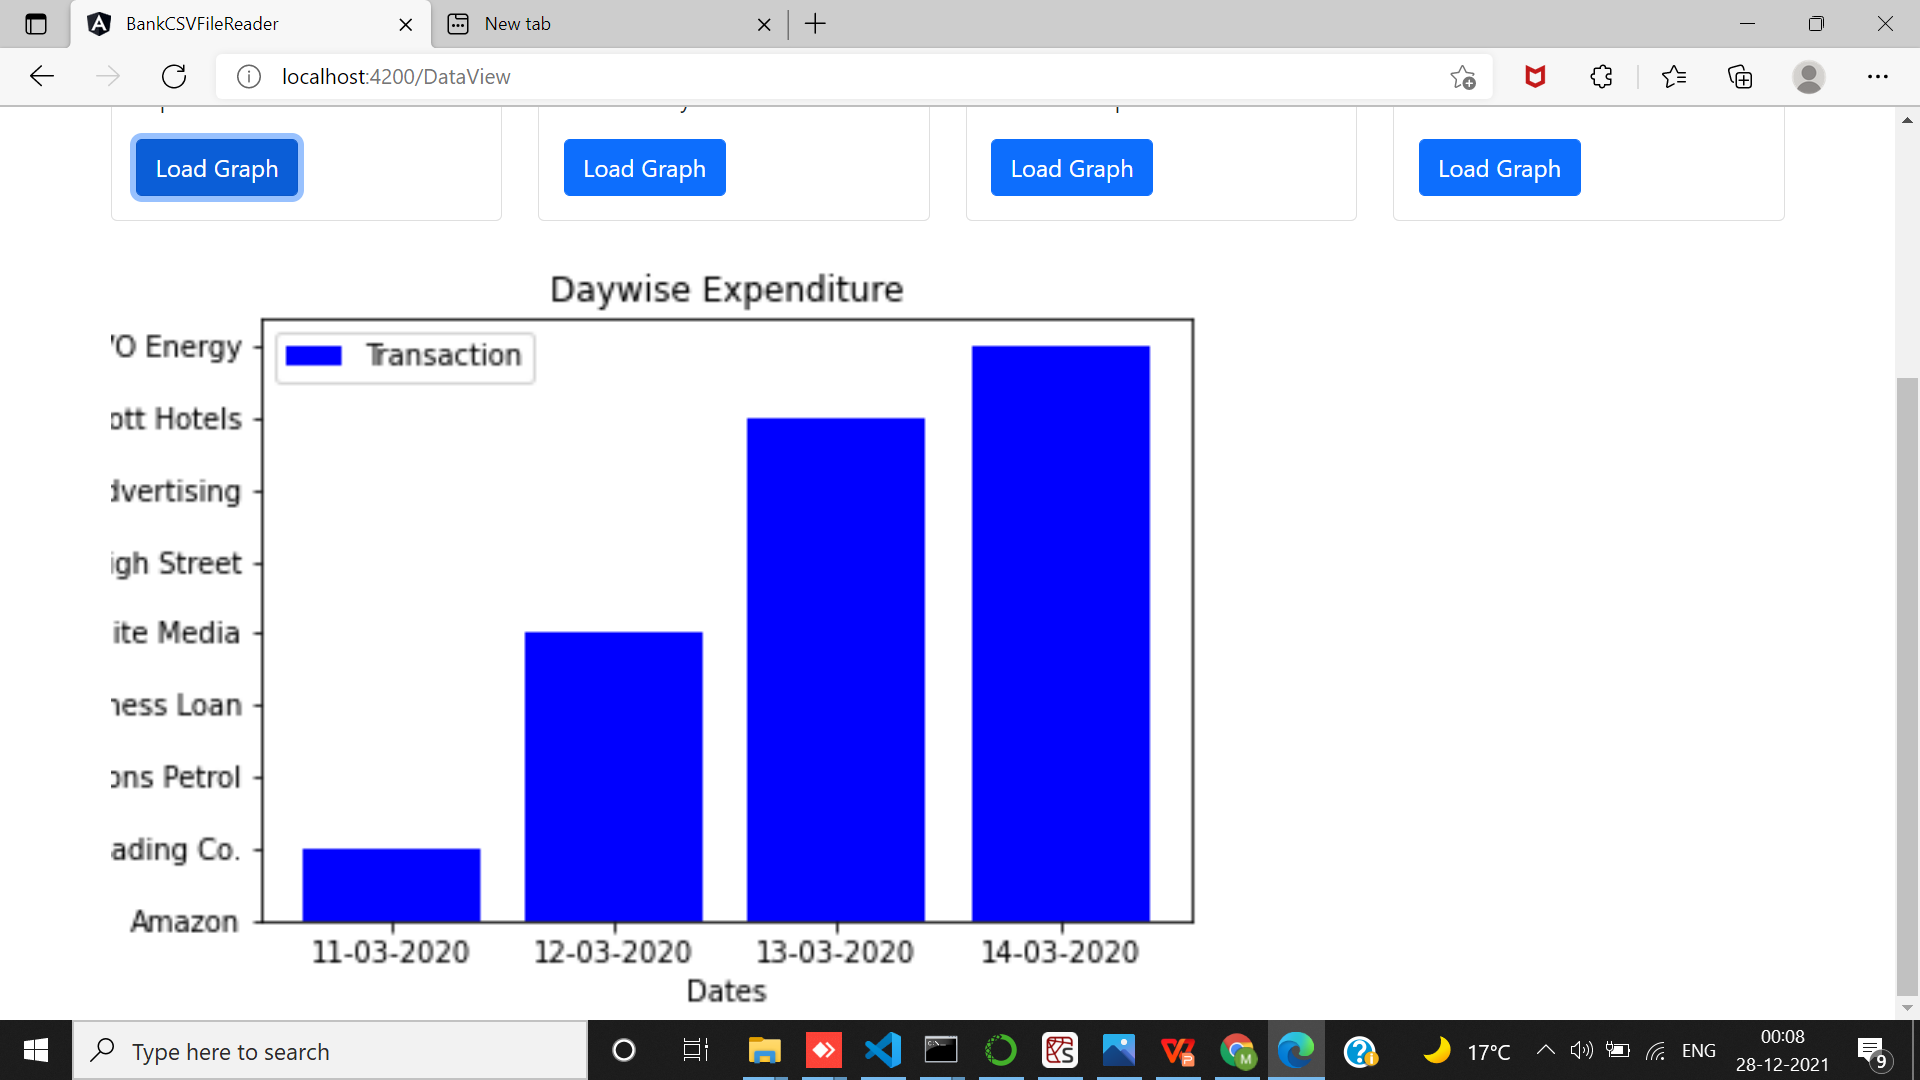 BankCSVFileReader
New tab
localhost:4200/DataView
Load Graph
Load Graph
Load Graph
Load Graph
Daywise Expenditure
Transaction
'O Energy
ott Hotels
dvertising
igh Street
ite Media
ness Loan
ons Petrol
ading Co.
Amazon
11-03-2020 12-03-2020 13-03-2020 14-03-2020
Dates
Type here to search
17°C
ENG
00:08
28-12-2021
9